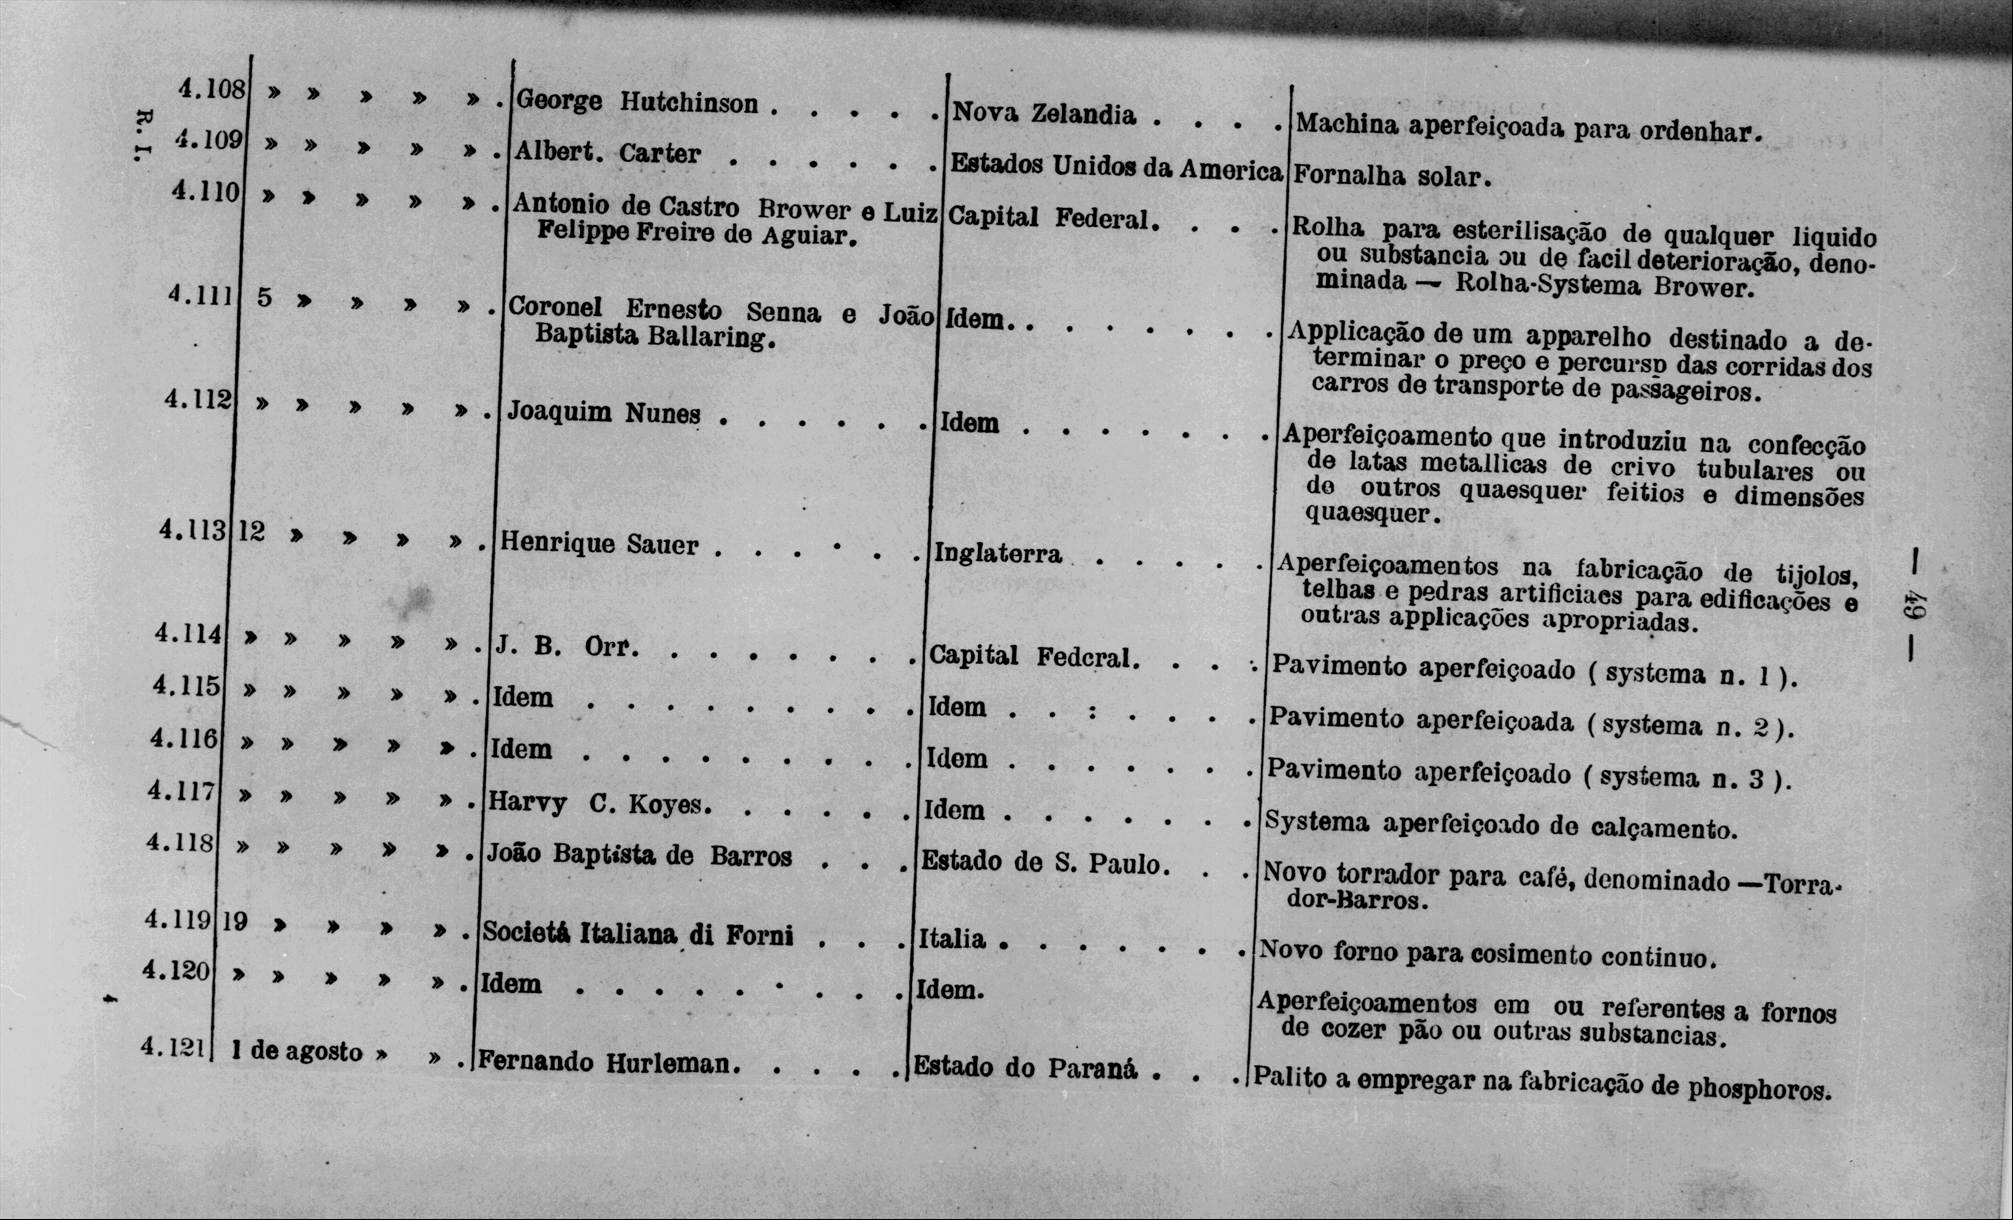 4.108 » » » » » . George Hutchinson . . . . . Nova Zelandia . . . . Machina aperfeiçoada para ordenhar.
R. I.
4.109 » » » » » . Albert. Carter . . . . . . Estados Unidos da America Fornalha solar.
4.110 » » » » » . Antonio de Castro Brower e Luiz Capital Federal. . . . Rolha para esterilisação de qualquer liquido
Felippe Freire de Aguiar. ou substancia ou de facil deterioração, deno-
minada — Rolha-Systema Brower.
4.111 5 » » » » . Coronel Ernesto Senna e João Idem. . . . . . . . Applicação de um apparelho destinado a de-
Baptista Ballaring. terminar o preço e percurso das corridas dos
carros de transporte de passageiros.
4.112 » » » » » . Joaquim Nunes . . . . . . Idem . . . . . . . Aperfeiçoamento que introduziu na confecção
de latas metallicas de crivo tubulares ou
de outros quaesquer feitios e dimensões
quaesquer.
4.113 12 » » » » . Henrique Sauer . . . . . . Inglaterra . . . . . Aperfeiçoamentos na fabricação de tijolos,
telhas e pedras artificiaes para edificações e
outras applicações apropriadas.
— 49 —
4.114 » » » » » . J. B. Orr. . . . . . . . Capital Federal. . . . Pavimento aperfeiçoado ( systema n. 1 ).
4.115 » » » » » . Idem . . . . . . . . . Idem . . : . . . . Pavimento aperfeiçoada ( systema n. 2 ).
4.116 » » » » » . Idem . . . . . . . . . Idem . . . . . . . Pavimento aperfeiçoado ( systema n. 3 ).
4.117 » » » » » . Harvy C. Koyes. . . . . . Idem . . . . . . . Systema aperfeiçoado de calçamento.
4.118 » » » » » . João Baptista de Barros . . . Estado de S. Paulo. . . Novo torrador para café, denominado —Torra-
dor-Barros.
4.119 19 » » » » . Societá Italiana di Forni . . . Italia . . . . . . . Novo forno para cosimento continuo.
4.120 » » » » » . Idem . . . . . . . . . Idem. Aperfeiçoamentos em ou referentes a fornos
de cozer pão ou outras substancias.
4
4.121 1 de agosto » » . Fernando Hurleman. . . . . Estado do Paraná . . . Palito a empregar na fabricação de phosphoros.